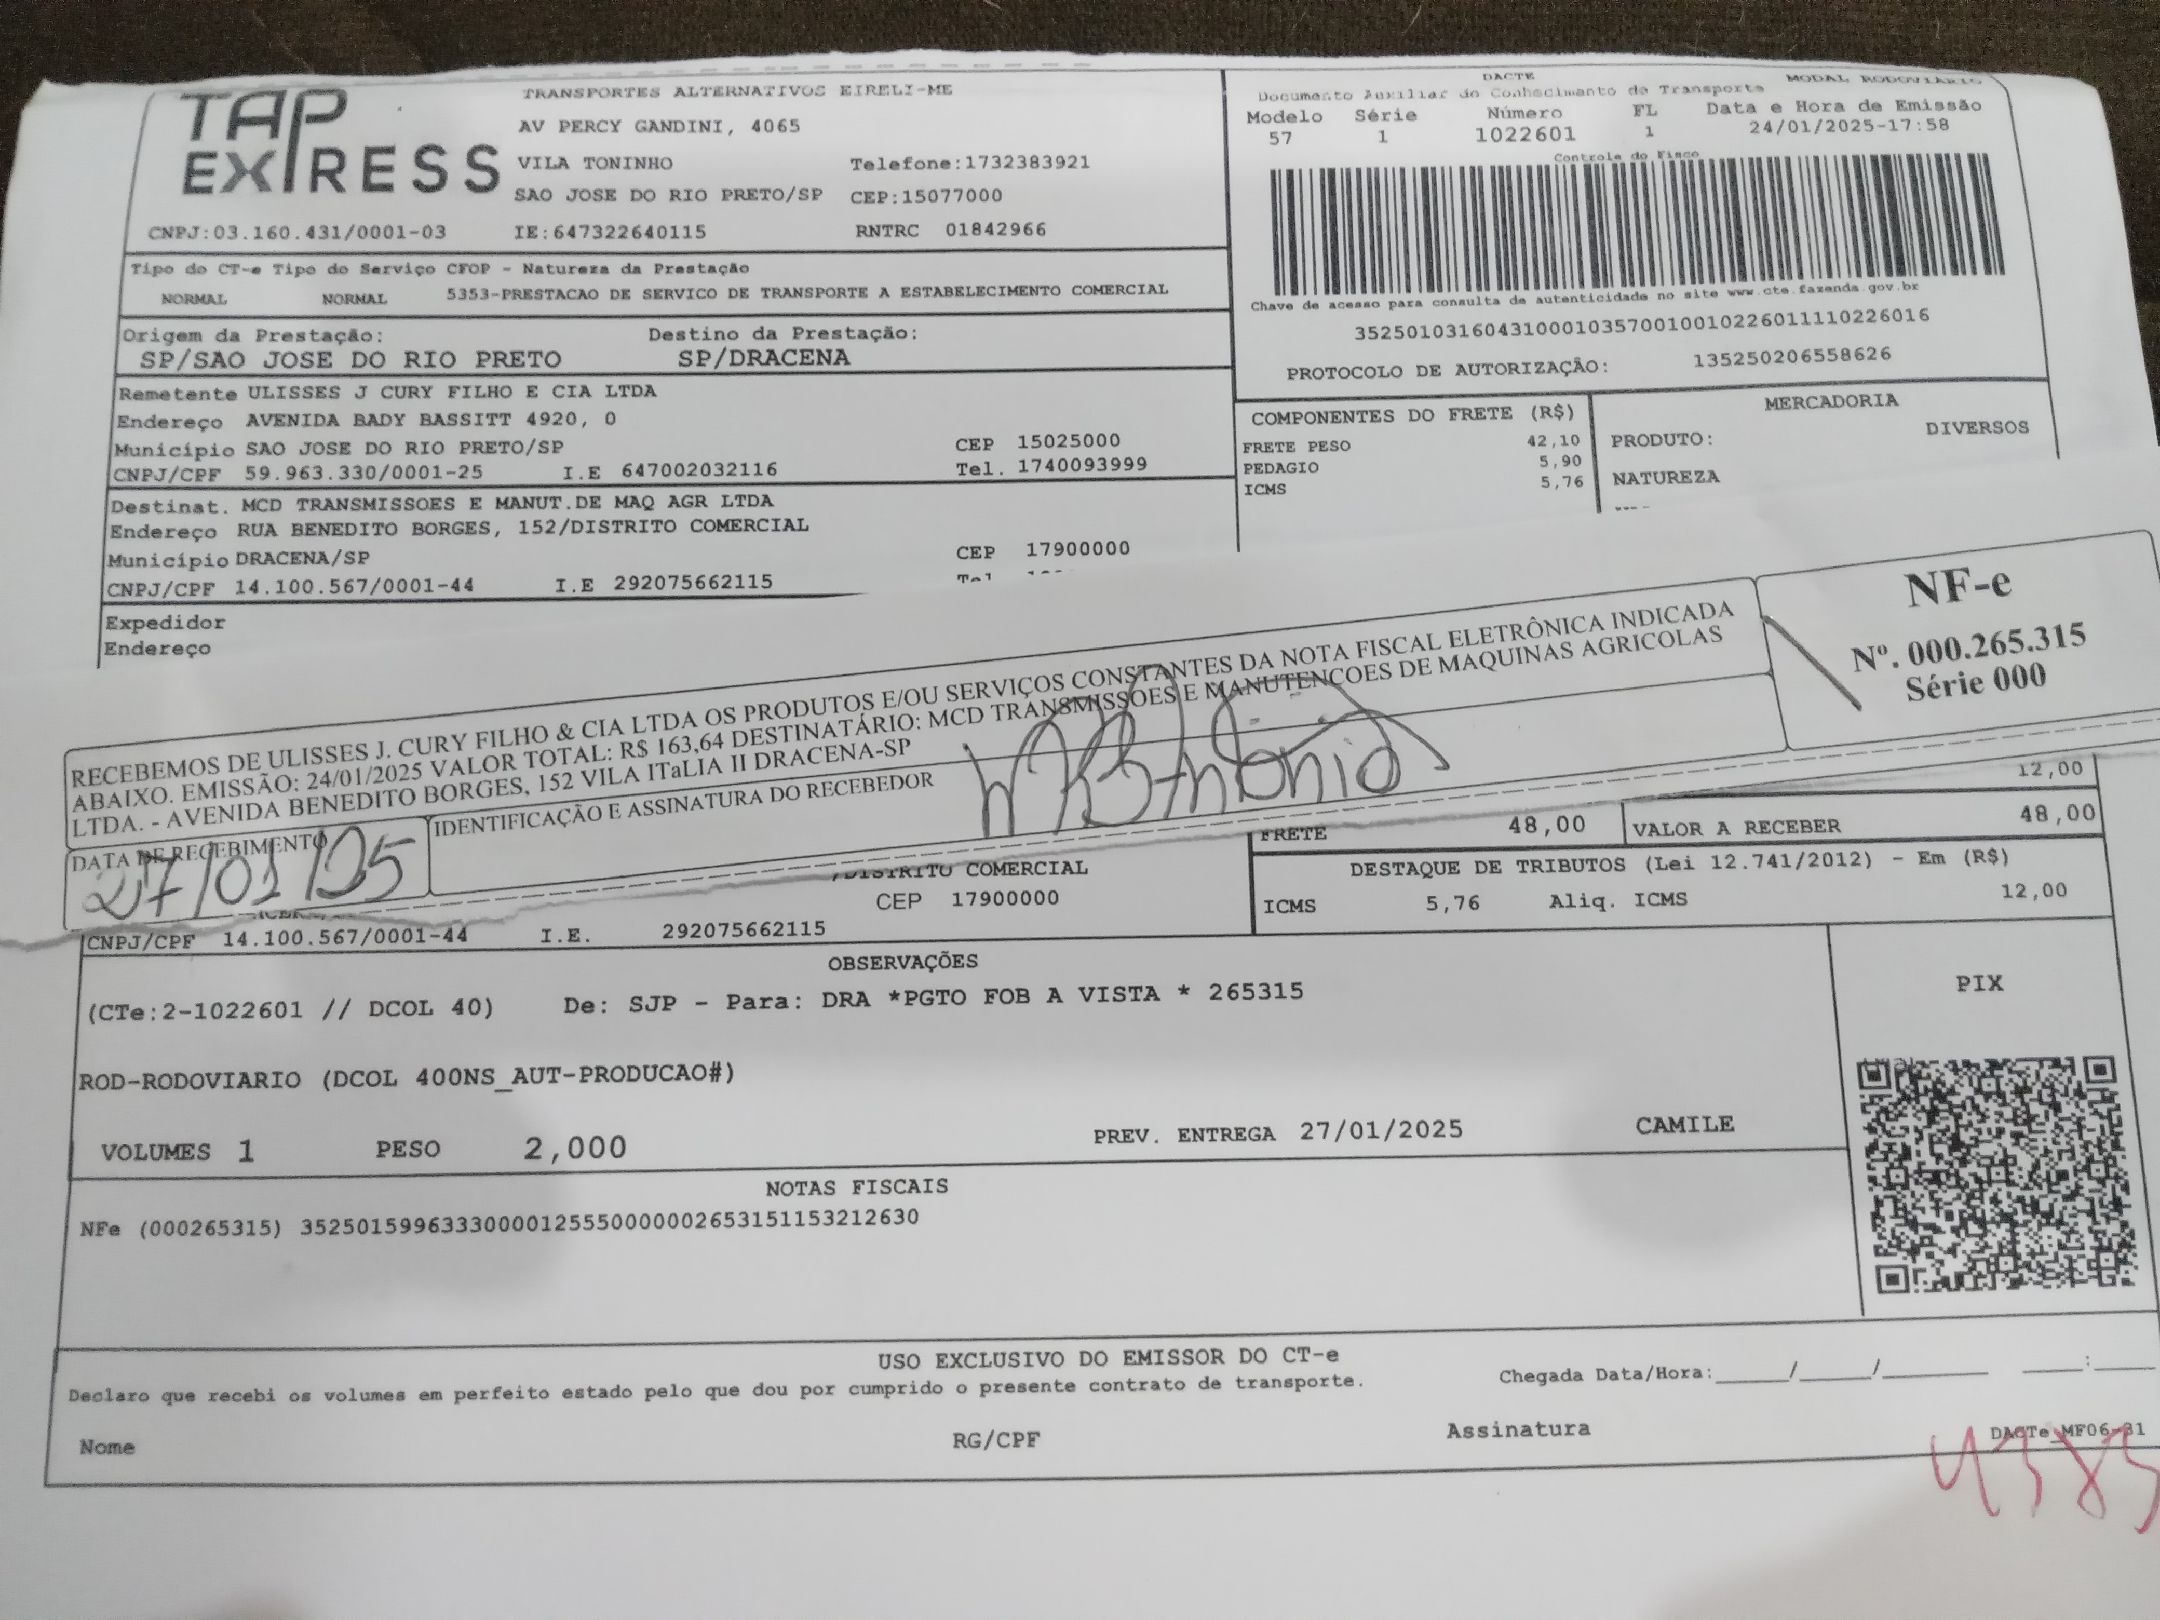 TAP EXPRESS
TRANSPORTES ALTERNATIVOS EIRELI-ME
AV PERCY GANDINI, 4065
VILA TONINHO Telefone:1732383921
SAO JOSE DO RIO PRETO/SP CEP:15077000
CNPJ:03.160.431/0001-03 IE:647322640115 RNTRC 01842966
DACTE MODAL RODOVIARIO
Documento Auxiliar do Conhecimento de Transporte
Modelo Série Número FL Data e Hora de Emissão
57 1 1022601 1 24/01/2025-17:58
Controle do Fisco
Chave de acesso para consulta de autenticidade no site www.cte.fazenda.gov.br
35250103160431000103570010010226011110226016
PROTOCOLO DE AUTORIZAÇÃO: 135250206558626
Tipo do CT-e Tipo do Serviço CFOP - Natureza da Prestação
NORMAL NORMAL 5353-PRESTACAO DE SERVICO DE TRANSPORTE A ESTABELECIMENTO COMERCIAL
Origem da Prestação: Destino da Prestação:
SP/SAO JOSE DO RIO PRETO SP/DRACENA
Remetente ULISSES J CURY FILHO E CIA LTDA
Endereço AVENIDA BADY BASSITT 4920, 0
Município SAO JOSE DO RIO PRETO/SP CEP 15025000
CNPJ/CPF 59.963.330/0001-25 I.E 647002032116 Tel. 1740093999
COMPONENTES DO FRETE (R$)
FRETE PESO 42,10
PEDAGIO 5,90
ICMS 5,76
MERCADORIA
PRODUTO: DIVERSOS
NATUREZA
Destinat. MCD TRANSMISSOES E MANUT.DE MAQ AGR LTDA
Endereço RUA BENEDITO BORGES, 152/DISTRITO COMERCIAL
Município DRACENA/SP CEP 17900000
CNPJ/CPF 14.100.567/0001-44 I.E 292075662115 Tel
Expedidor
Endereço
RECEBEMOS DE ULISSES J. CURY FILHO & CIA LTDA OS PRODUTOS E/OU SERVIÇOS CONSTANTES DA NOTA FISCAL ELETRÔNICA INDICADA
ABAIXO. EMISSÃO: 24/01/2025 VALOR TOTAL: R$ 163,64 DESTINATÁRIO: MCD TRANSMISSOES E MANUTENCOES DE MAQUINAS AGRICOLAS
LTDA. - AVENIDA BENEDITO BORGES, 152 VILA ITaLIA II DRACENA-SP
DATA DE RECEBIMENTO IDENTIFICAÇÃO E ASSINATURA DO RECEBEDOR
27/01/25
NF-e
Nº. 000.265.315
Série 000
12,00
FRETE 48,00 VALOR A RECEBER 48,00
DESTAQUE DE TRIBUTOS (Lei 12.741/2012) - Em (R$)
ICMS 5,76 Aliq. ICMS 12,00
/DISTRITO COMERCIAL
CEP 17900000
CNPJ/CPF 14.100.567/0001-44 I.E. 292075662115
OBSERVAÇÕES
(CTe:2-1022601 // DCOL 40) De: SJP - Para: DRA *PGTO FOB A VISTA * 265315
ROD-RODOVIARIO (DCOL 400NS_AUT-PRODUCAO#)
VOLUMES 1 PESO 2,000 PREV. ENTREGA 27/01/2025 CAMILE
PIX
NOTAS FISCAIS
NFe (000265315) 35250159963330000125550000002653151153212630
USO EXCLUSIVO DO EMISSOR DO CT-e
Declaro que recebi os volumes em perfeito estado pelo que dou por cumprido o presente contrato de transporte. Chegada Data/Hora:____/____/______ ____:____
Nome RG/CPF Assinatura DACTe_MF06-31